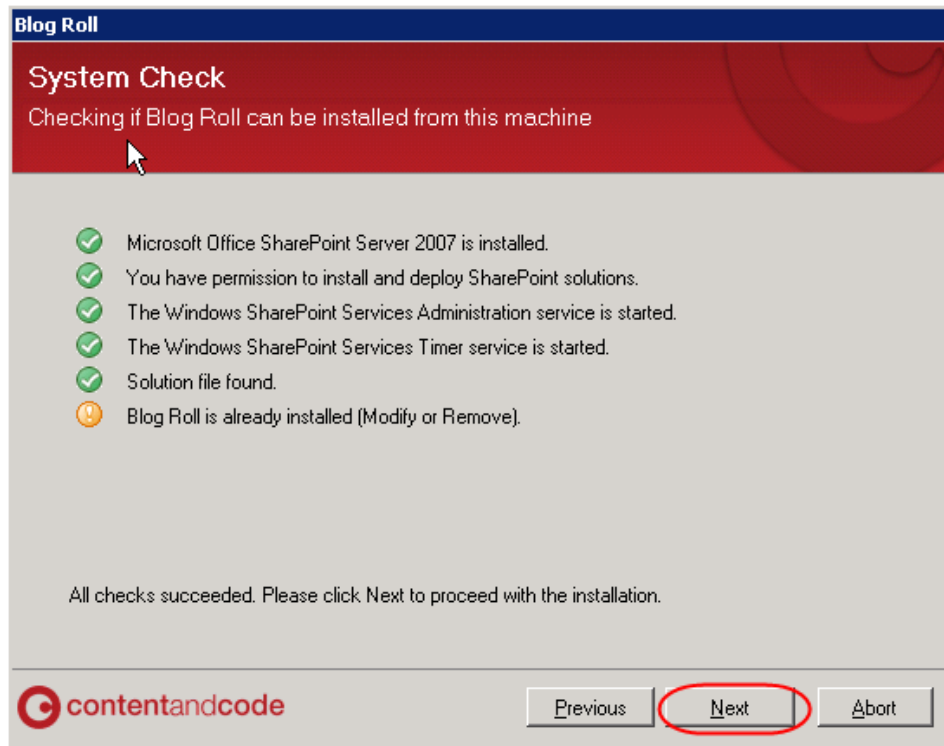 Blog Roll
System Check
Checking if Blog Roll can be installed from this machine
Microsoft Office SharePoint Server 2007 is installed.
You have permission to install and deploy SharePoint solutions.
The Windows SharePoint Services Administration service is started.
The Windows SharePoint Services Timer service is started.
Solution file found.
Blog Roll is already installed (Modify or Remove).
All checks succeeded. Please click Next to proceed with the installation.
contentandcode
Previous Next Abort